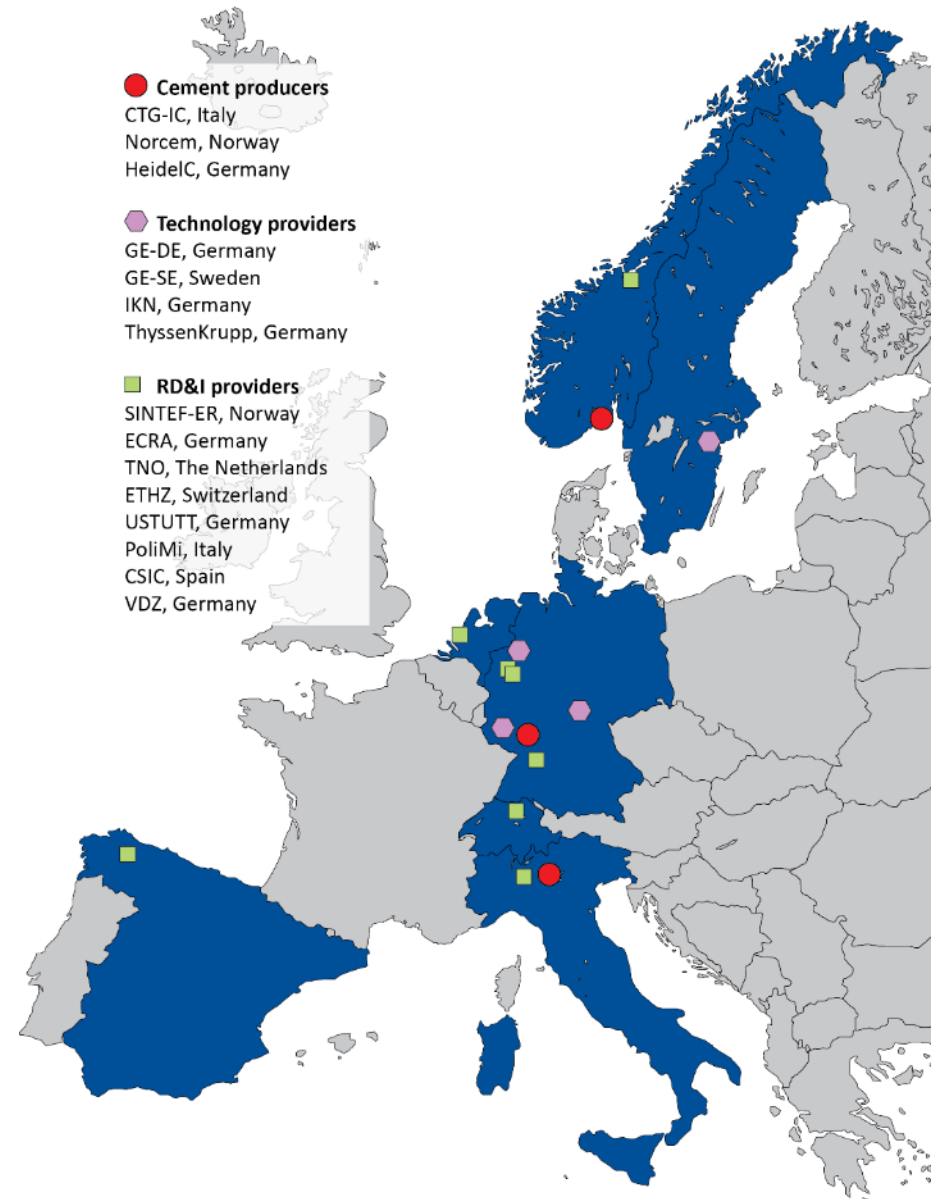 Cement producers
CTG-IC, Italy
Norcem, Norway
HeidelC, Germany
Technology providers
GE-DE, Germany
GE-SE, Sweden
IKN, Germany
ThyssenKrupp, Germany
RD&I providers
SINTEF-ER, Norway
ECRA, Germany
TNO, The Netherlands
ETHZ, Switzerland
USTUTT, Germany
PoliMi, Italy
CSIC, Spain
VDZ, Germany